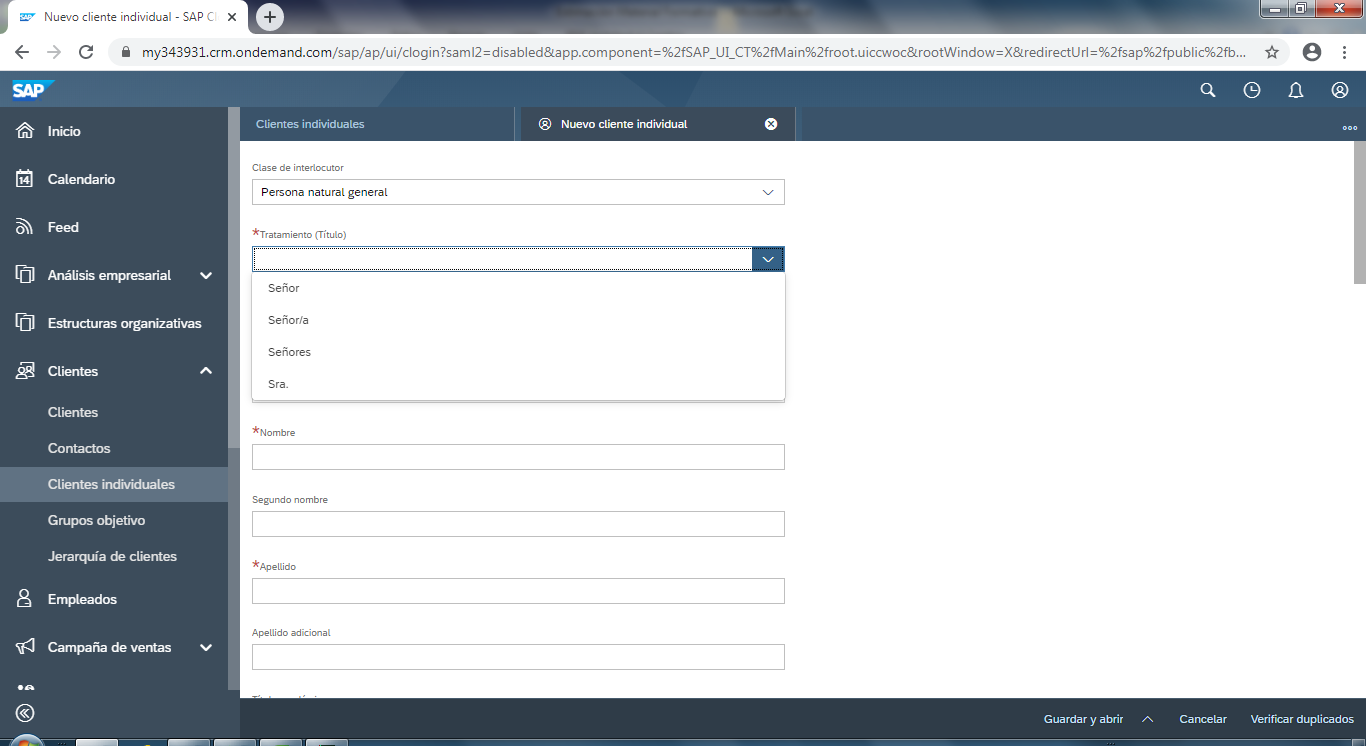 SAP Nuevo cliente individual - SAP Cl
my343931.crm.ondemand.com/sap/ap/ui/clogin?saml2=disabled&app.component=%2fSAP_UI_CT%2fMain%2froot.uiccwoc&rootWindow=X&redirectUrl=%2fsap%2fpublic%2fb...
SAP
Inicio
14 Calendario
Feed
Análisis empresarial
Estructuras organizativas
Clientes
Clientes
Contactos
Clientes individuales
Grupos objetivo
Jerarquía de clientes
Empleados
Campaña de ventas
Clientes individuales
Nuevo cliente individual
Clase de interlocutor
Persona natural general
*Tratamiento (Título)
Señor
Señor/a
Señores
Sra.
*Nombre
Segundo nombre
*Apellido
Apellido adicional
Guardar y abrir
Cancelar
Verificar duplicados